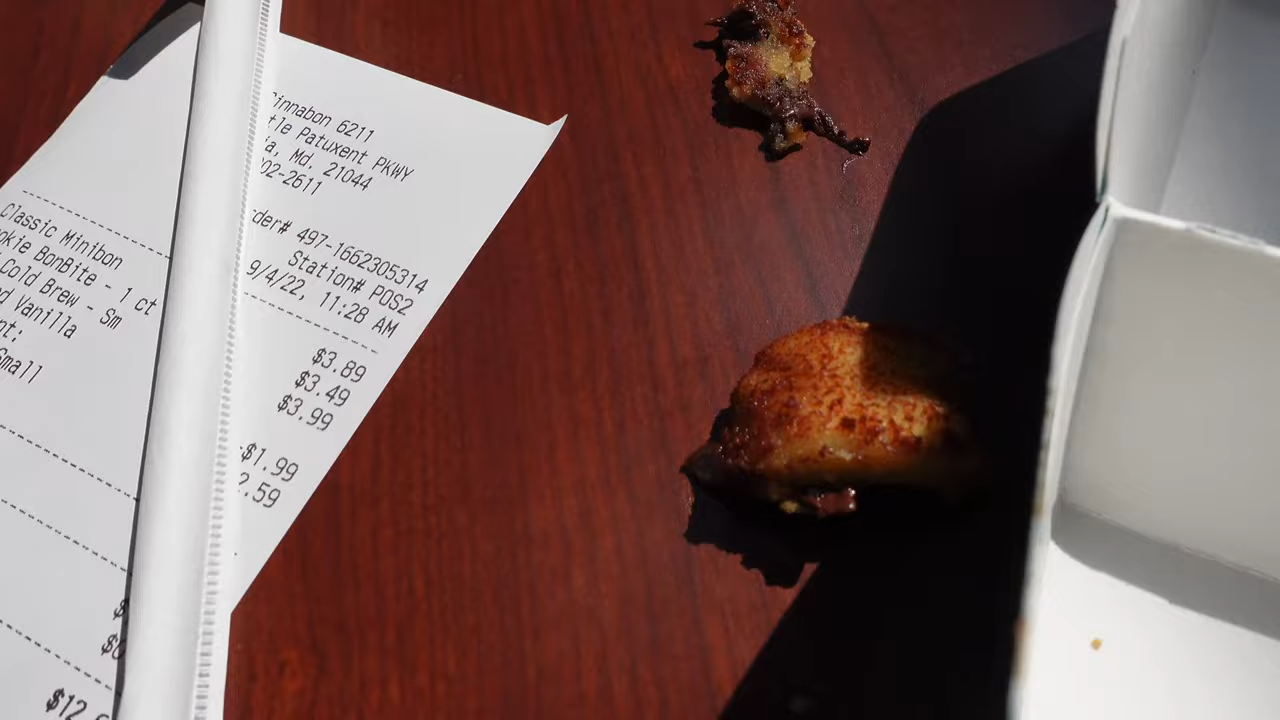 Cinnabon 6211
tle Patuxent PKWY
ia, Md. 21044
02-2611
rder# 497-1662305314
Station# POS2
9/4/22, 11:28 AM
Classic Minibon $3.89
okie BonBite - 1 ct $3.49
Cold Brew - Sm $3.99
d Vanilla
nt:
Small
$1.99
2.59
$12.